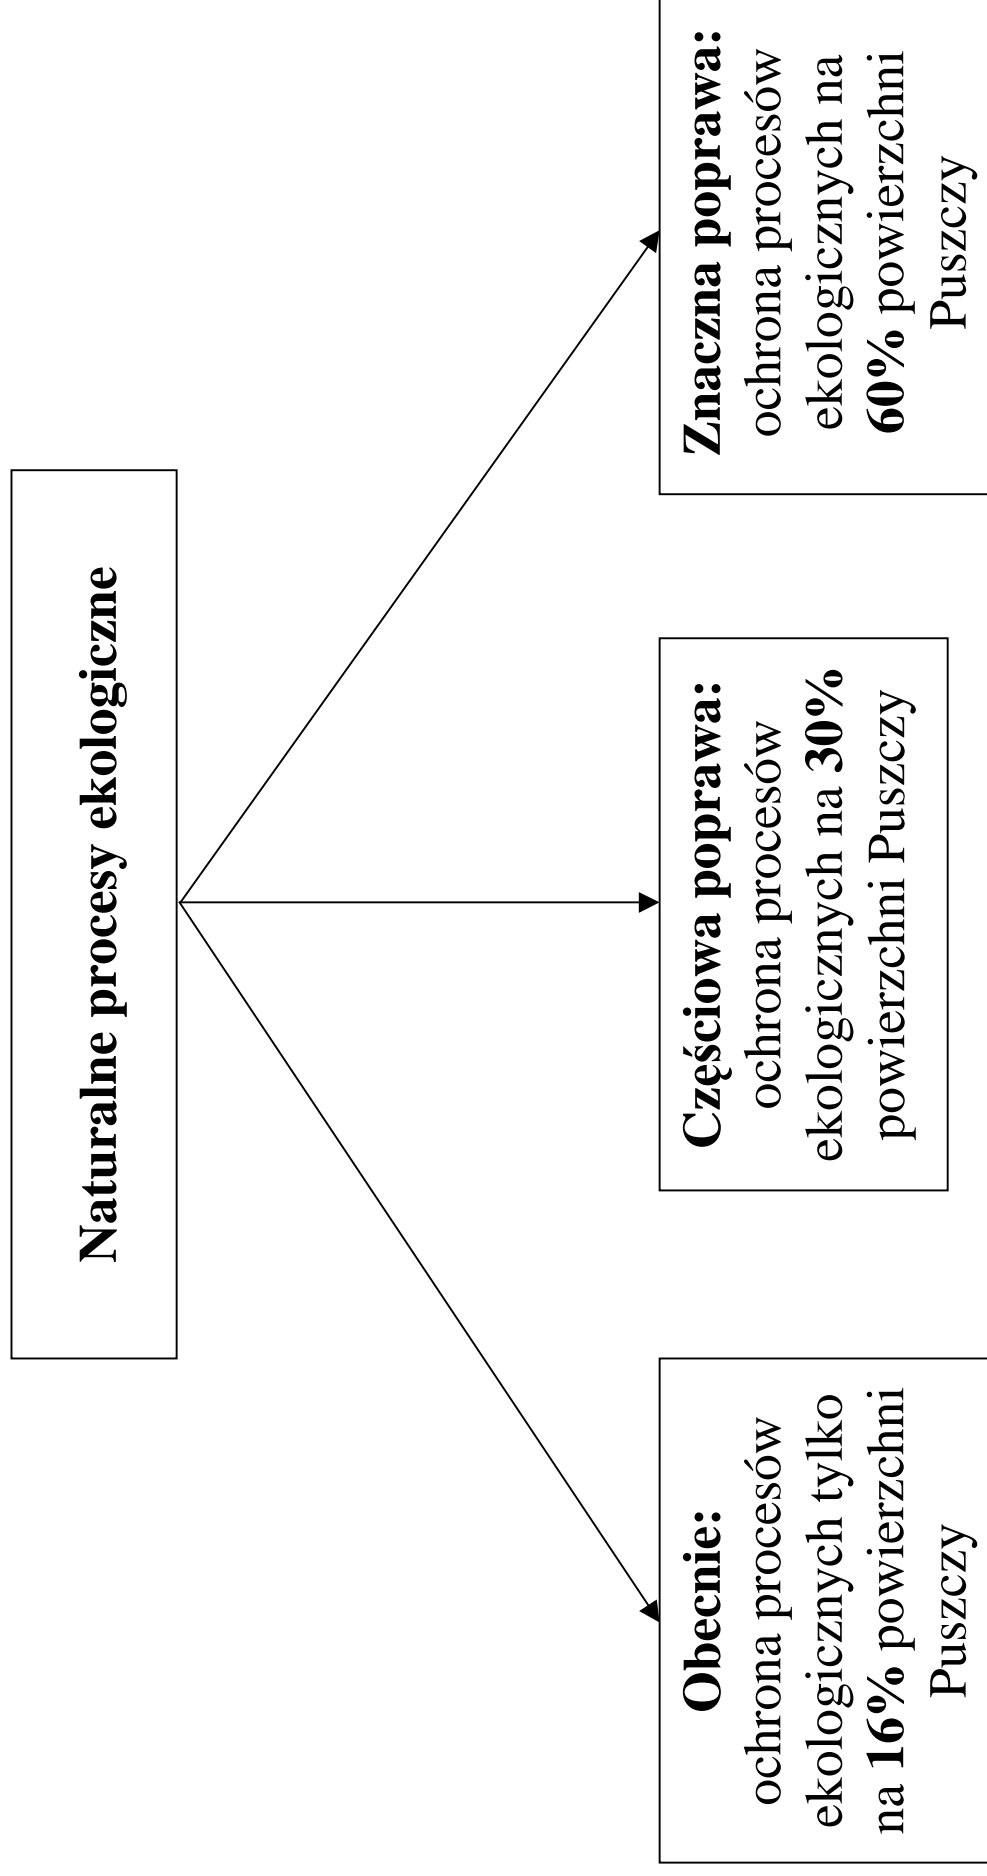 Naturalne procesy ekologiczne
Obecnie:
ochrona procesów
ekologicznych tylko
na 16% powierzchni
Puszczy
Częściowa poprawa:
ochrona procesów
ekologicznych na 30%
powierzchni Puszczy
Znaczna poprawa:
ochrona procesów
ekologicznych na
60% powierzchni
Puszczy